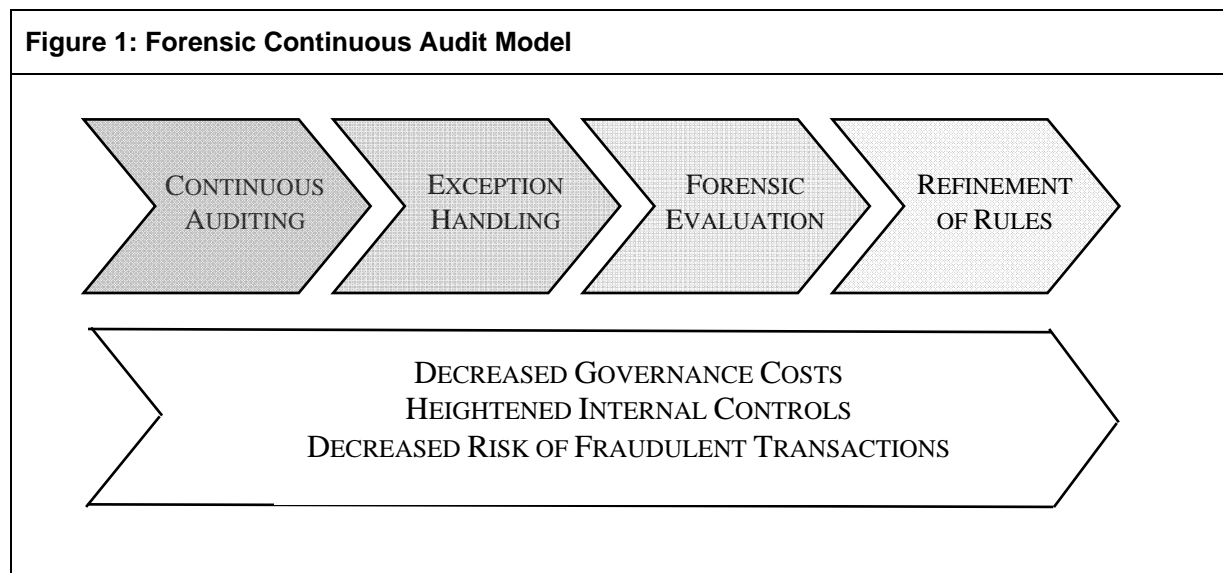 Figure 1: Forensic Continuous Audit Model
CONTINUOUS
AUDITING
EXCEPTION
HANDLING
FORENSIC
EVALUATION
REFINEMENT
OF RULES
DECREASED GOVERNANCE COSTS
HEIGHTENED INTERNAL CONTROLS
DECREASED RISK OF FRAUDULENT TRANSACTIONS